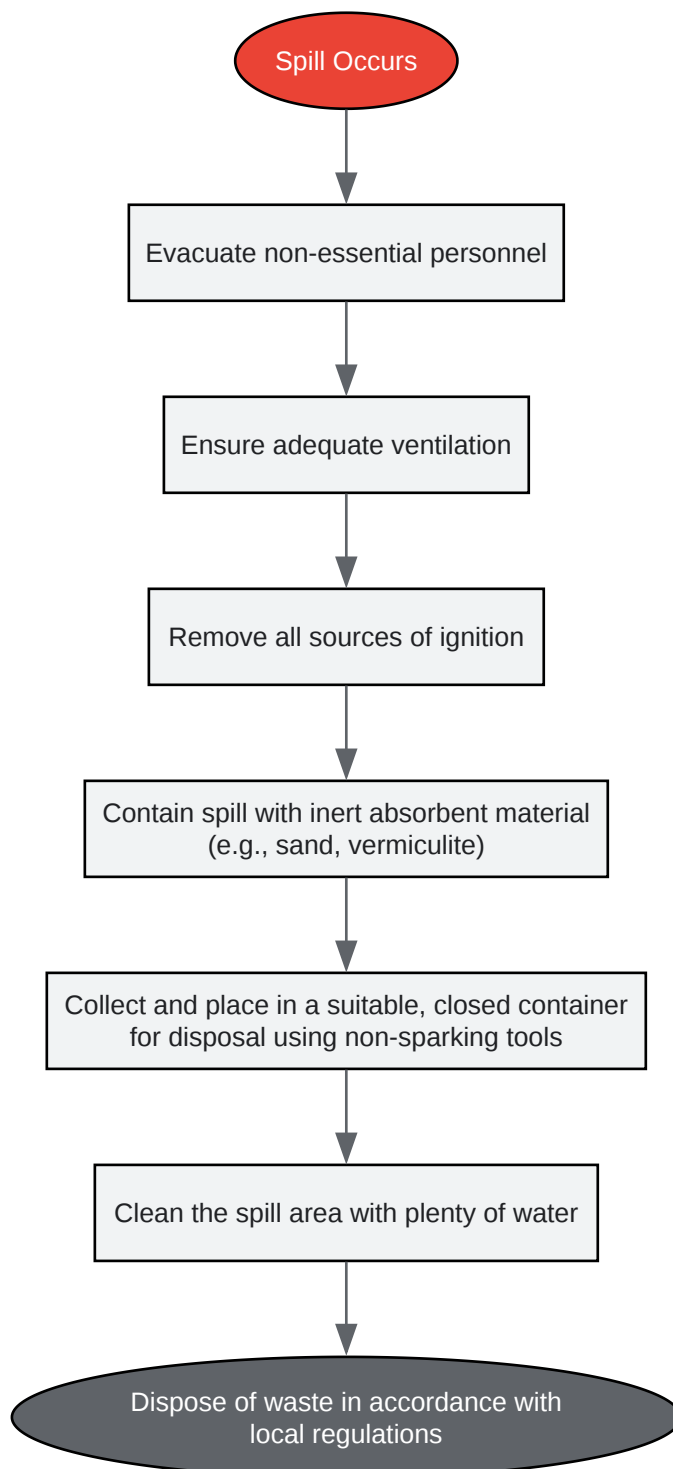 Spill Occurs
Evacuate non-essential personnel
Ensure adequate ventilation
Remove all sources of ignition
Contain spill with inert absorbent material
(e.g., sand, vermiculite)
Collect and place in a suitable, closed container
for disposal using non-sparking tools
Clean the spill area with plenty of water
Dispose of waste in accordance with
local regulations